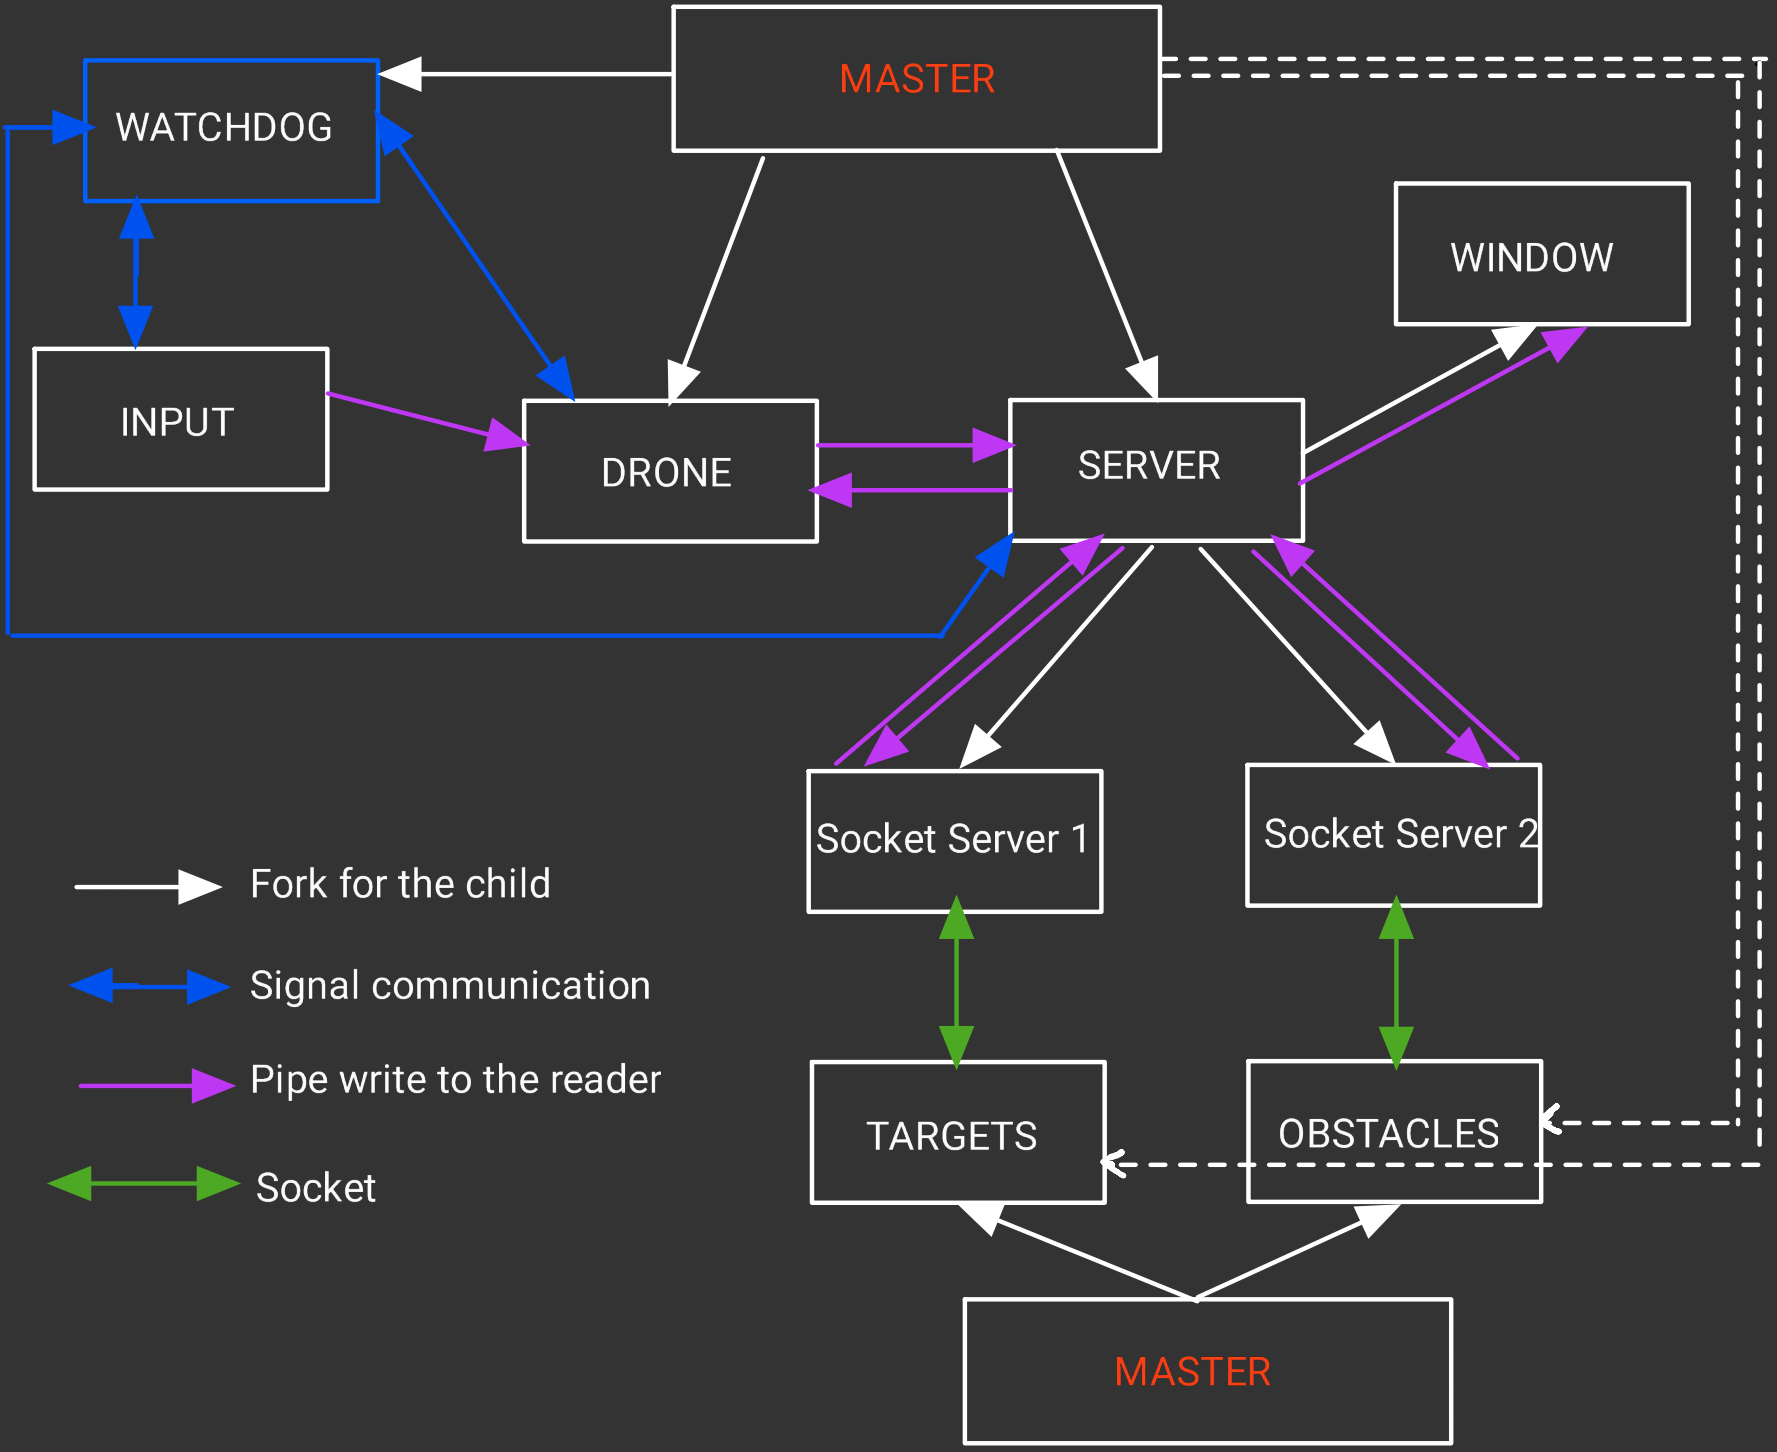 MASTER
WATCHDOG
WINDOW
INPUT
DRONE
SERVER
Socket Server 1
Socket Server 2
Fork for the child
Signal communication
Pipe write to the reader
Socket
TARGETS
OBSTACLES
MASTER